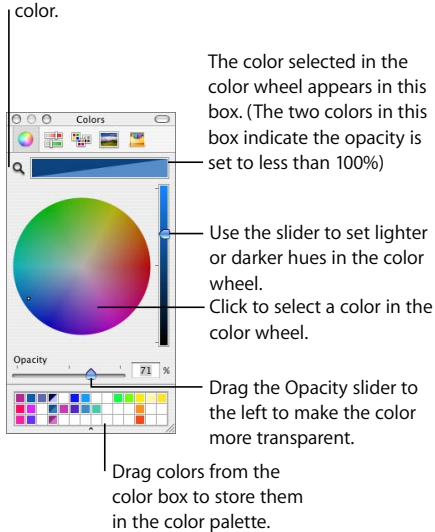 color.
The color selected in the
color wheel appears in this
box. (The two colors in this
box indicate the opacity is
set to less than 100%)
Colors
Use the slider to set lighter
or darker hues in the color
wheel.
Click to select a color in the
color wheel.
Opacity
71 %
Drag the Opacity slider to
the left to make the color
more transparent.
Drag colors from the
color box to store them
in the color palette.